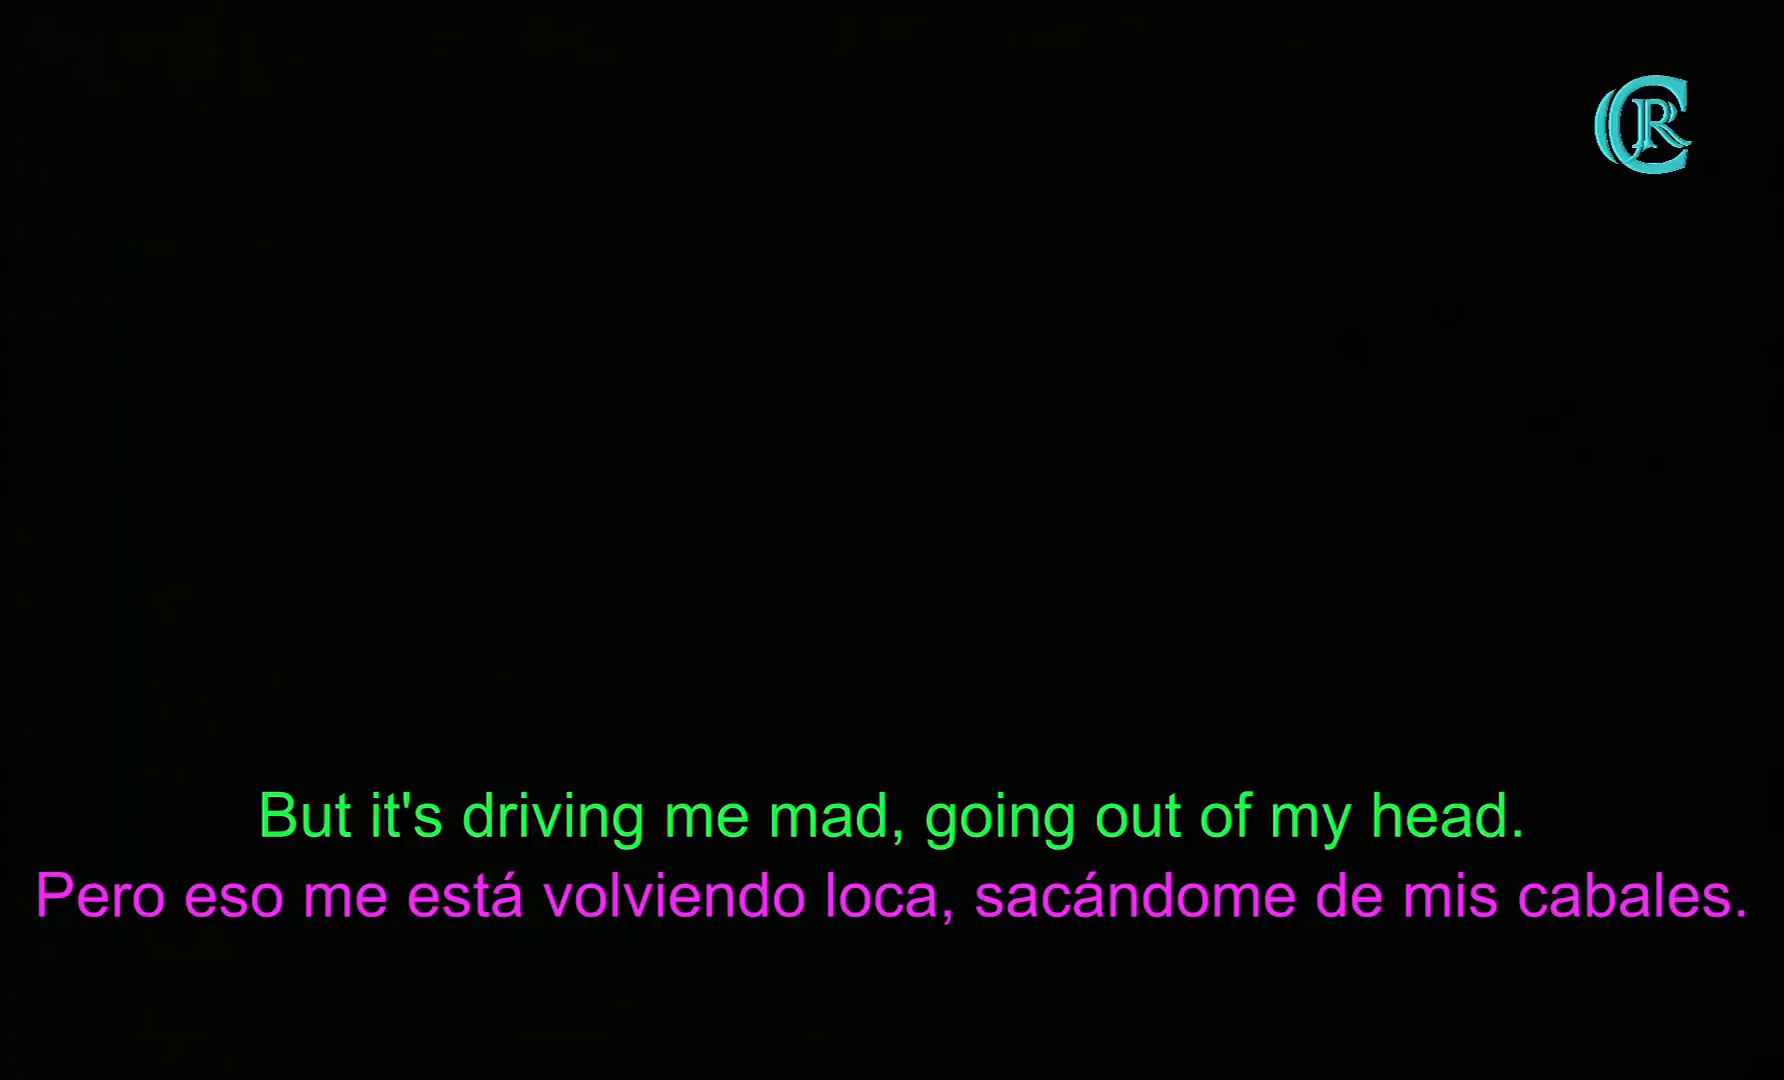 CR
But it's driving me mad, going out of my head.
Pero eso me está volviendo loca, sacándome de mis cabales.